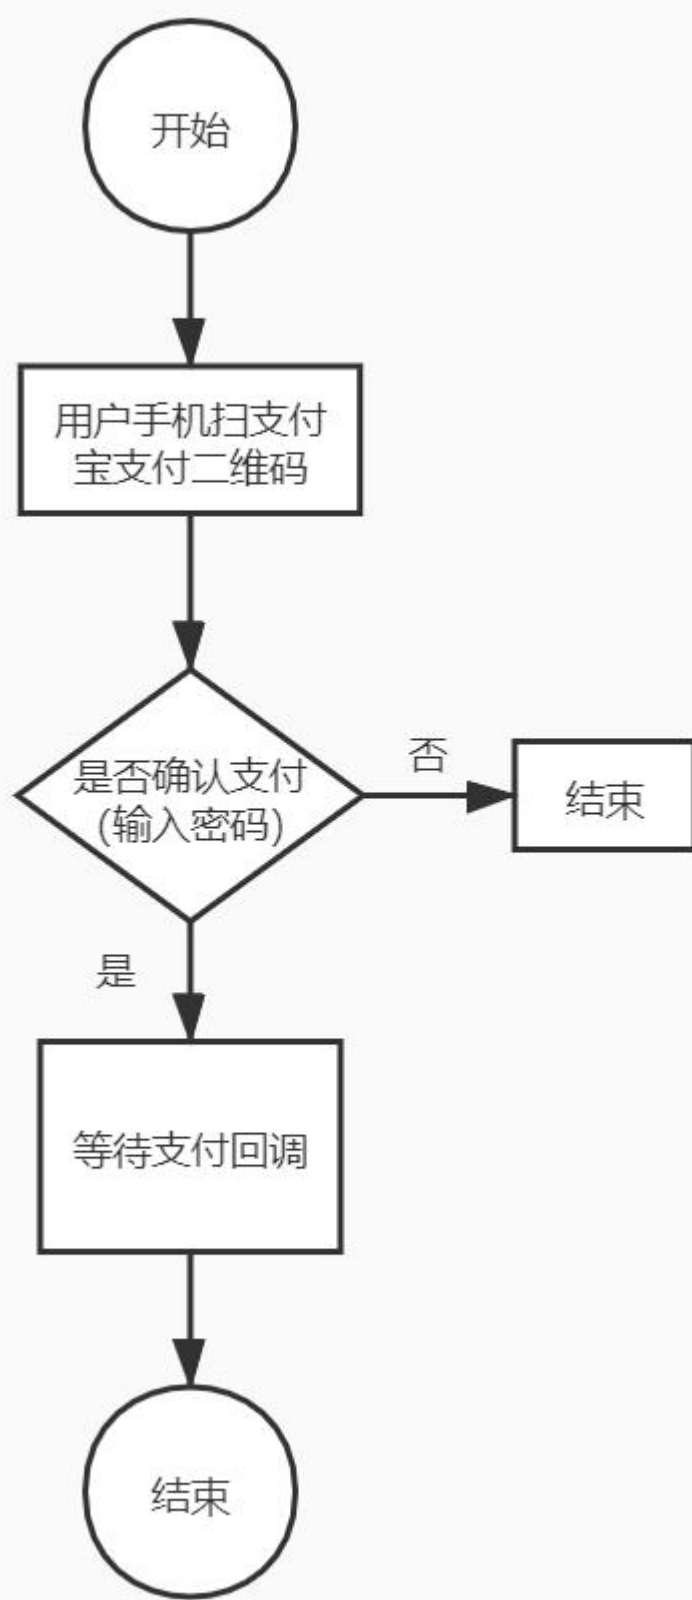 开始
用户手机扫支付
宝支付二维码
是否确认支付
(输入密码)
否
结束
是
等待支付回调
结束